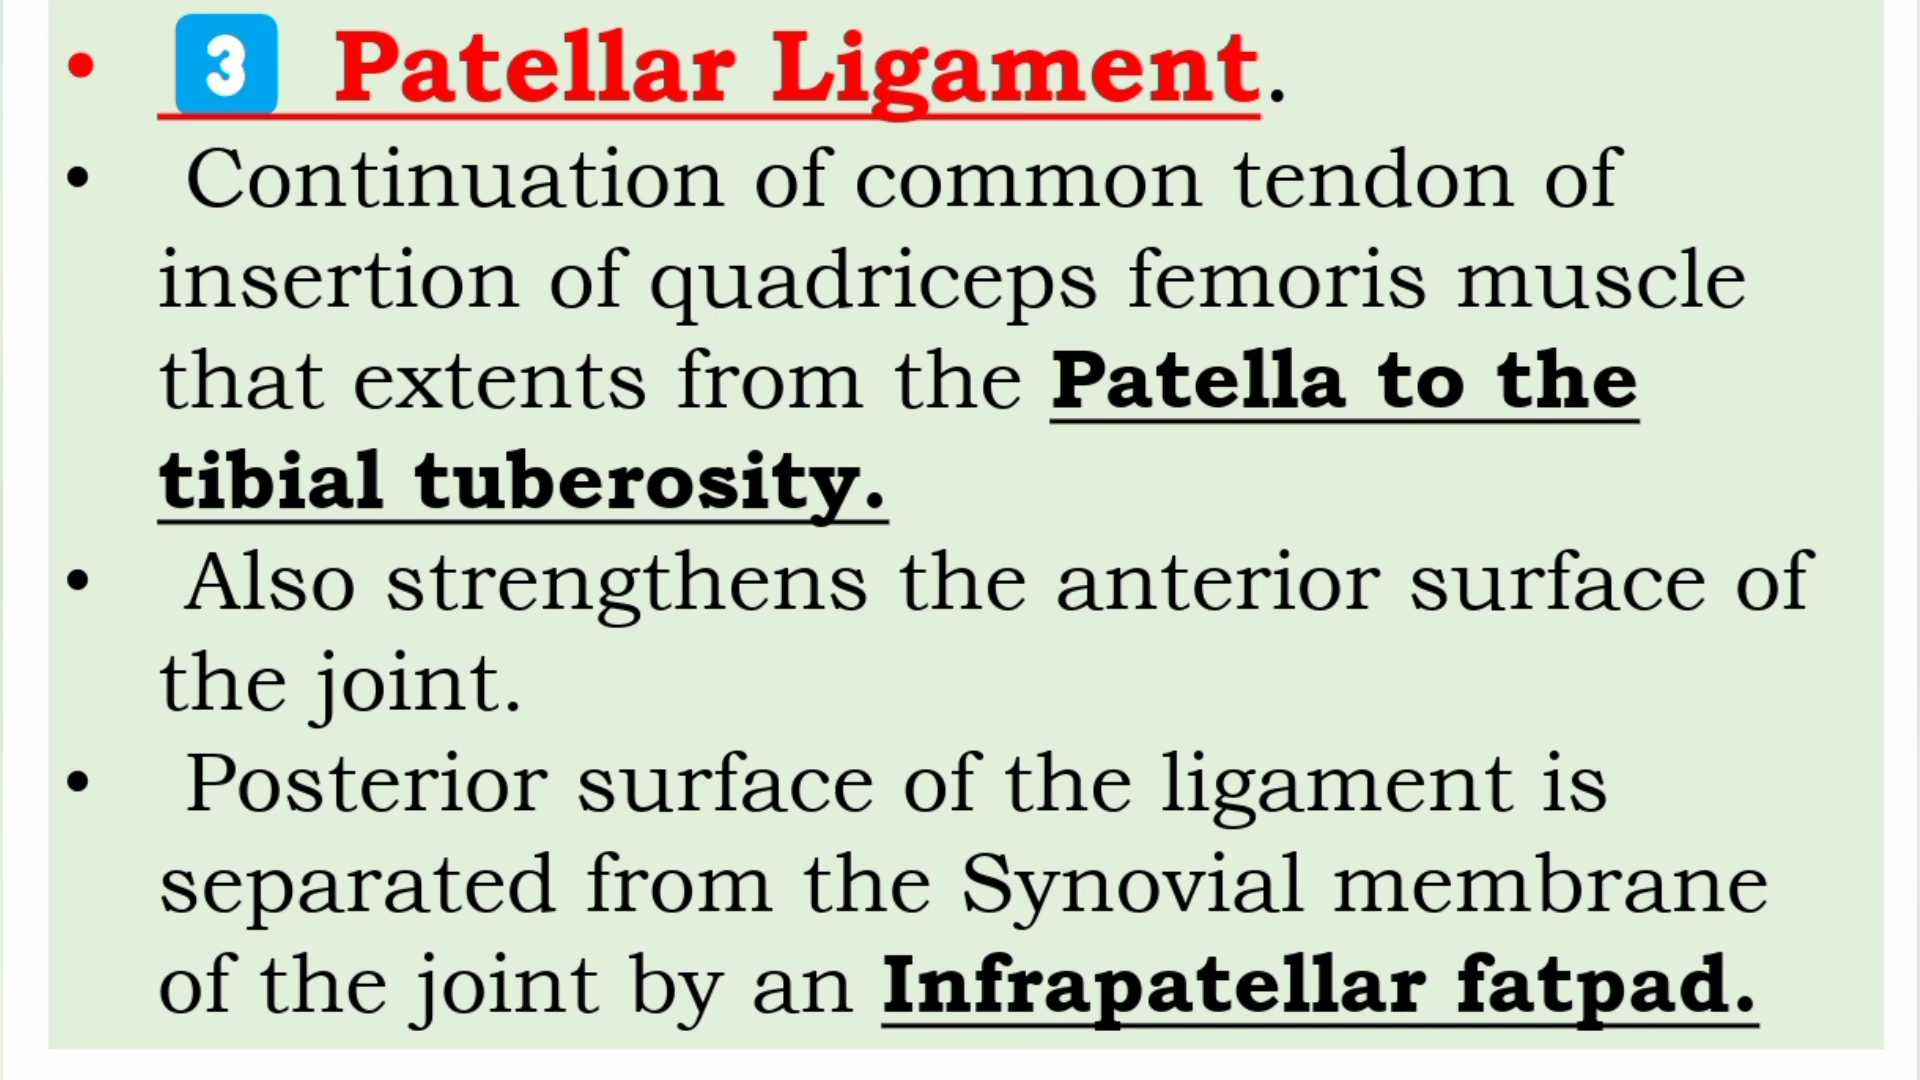 • 3 Patellar Ligament.
• Continuation of common tendon of
insertion of quadriceps femoris muscle
that extents from the Patella to the
tibial tuberosity.
• Also strengthens the anterior surface of
the joint.
• Posterior surface of the ligament is
separated from the Synovial membrane
of the joint by an Infrapatellar fatpad.